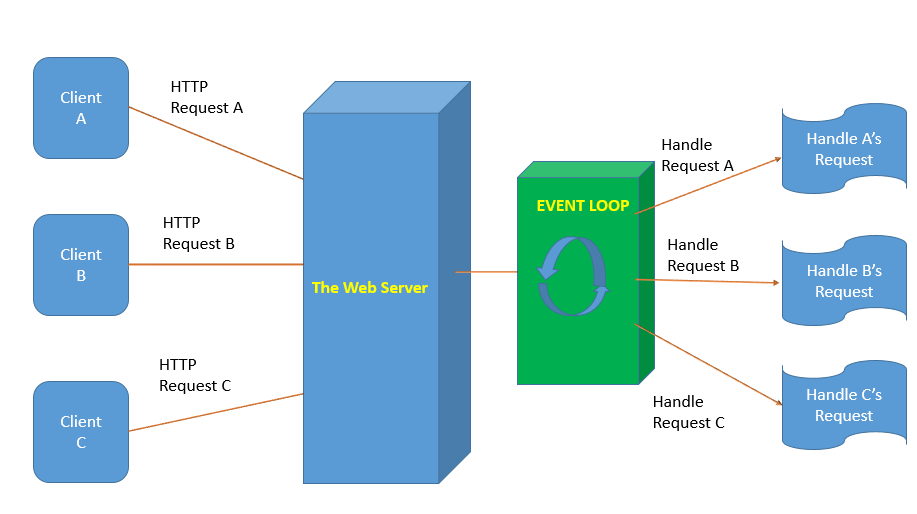 Client
A
HTTP
Request A
Client
B
HTTP
Request B
Client
C
HTTP
Request C
The Web Server
EVENT LOOP
Handle
Request A
Handle
Request B
Handle
Request C
Handle A’s
Request
Handle B’s
Request
Handle C’s
Request